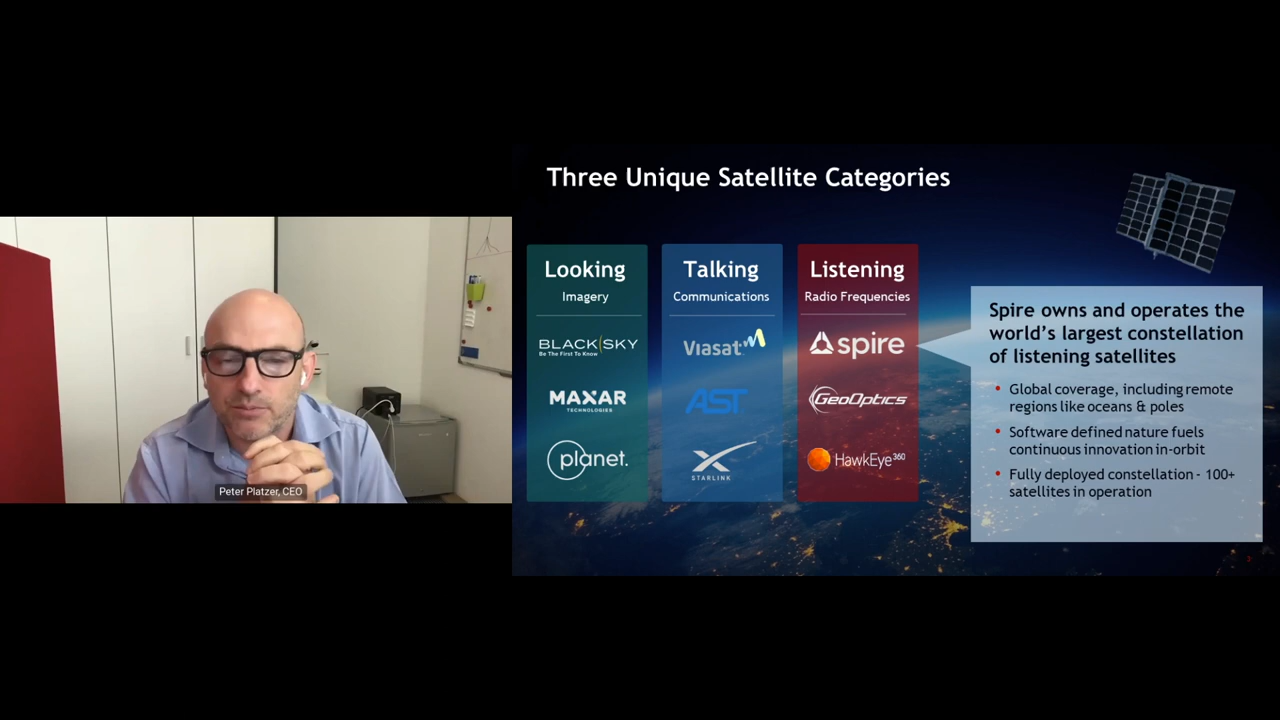 Peter Platzer, CEO
Three Unique Satellite Categories
Looking
Imagery
BLACKSKY
Be The First To Know
MAXAR
TECHNOLOGIES
planet.
Talking
Communications
Viasat
AST
STARLINK
Listening
Radio Frequencies
spire
GEOOPTICS
HawkEye 360
Spire owns and operates the
world's largest constellation
of listening satellites
• Global coverage, including remote
regions like oceans & poles
• Software defined nature fuels
continuous innovation in-orbit
• Fully deployed constellation - 100+
satellites in operation